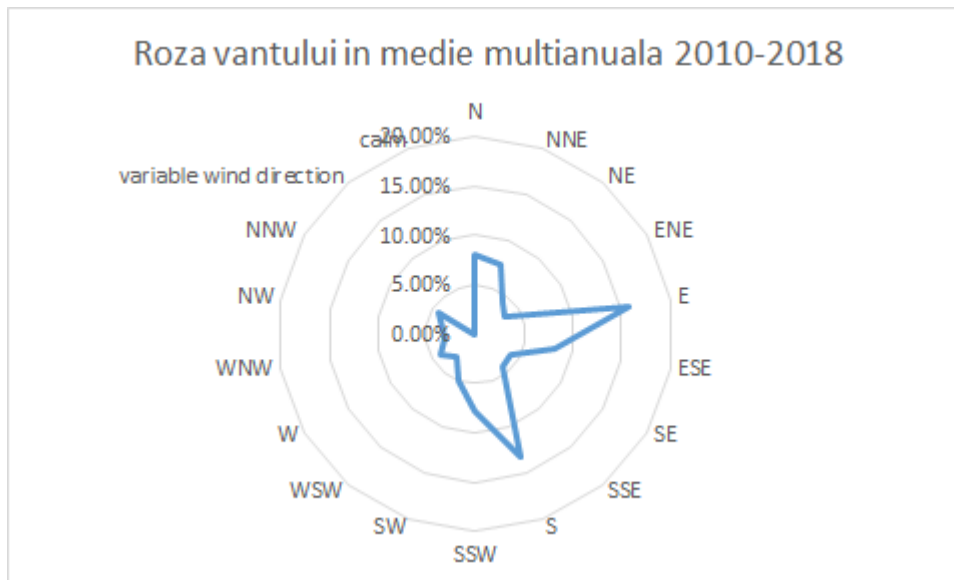 Roza vantului in medie multianuala 2010-2018
N
NNE
NE
ENE
E
ESE
SE
SSE
S
SSW
SW
WSW
W
WNW
NW
NNW
variable wind direction
calm
20.00%
15.00%
10.00%
5.00%
0.00%